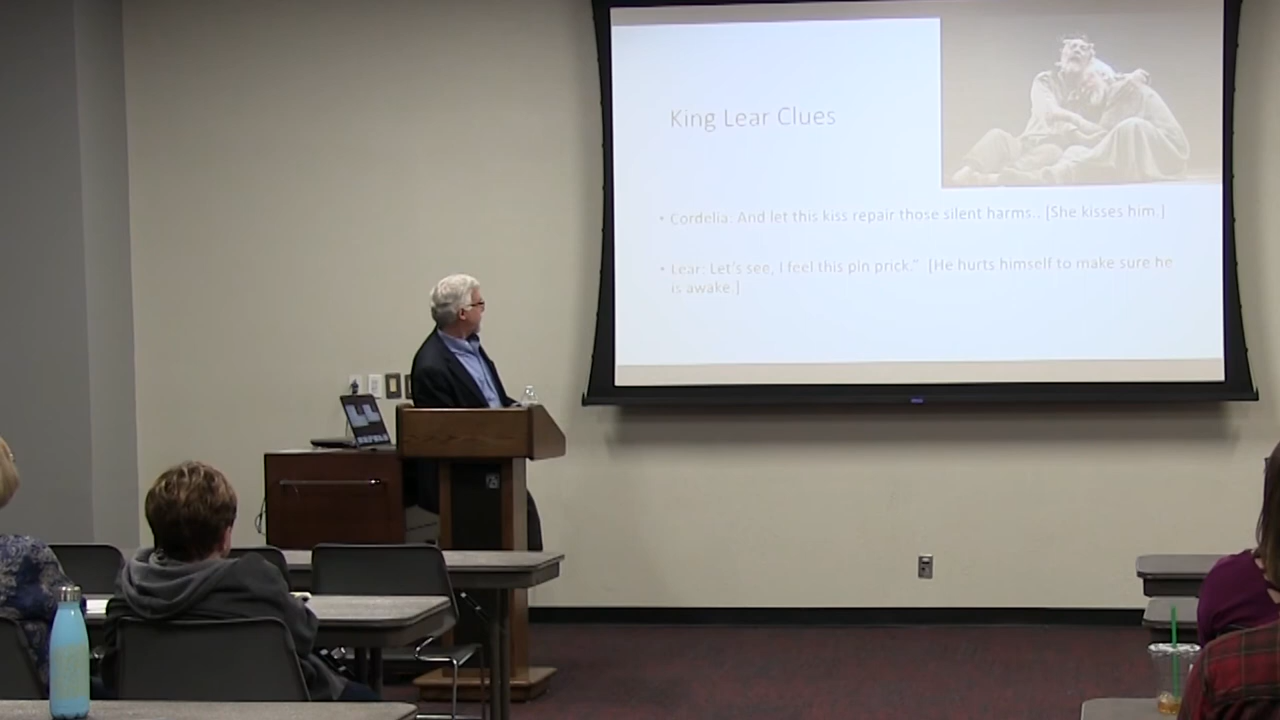 King Lear Clues
• Cordelia: And let this kiss repair those silent harms.. [She kisses him.]
• Lear: Let's see, I feel this pin prick." [He hurts himself to make sure he
is awake.]